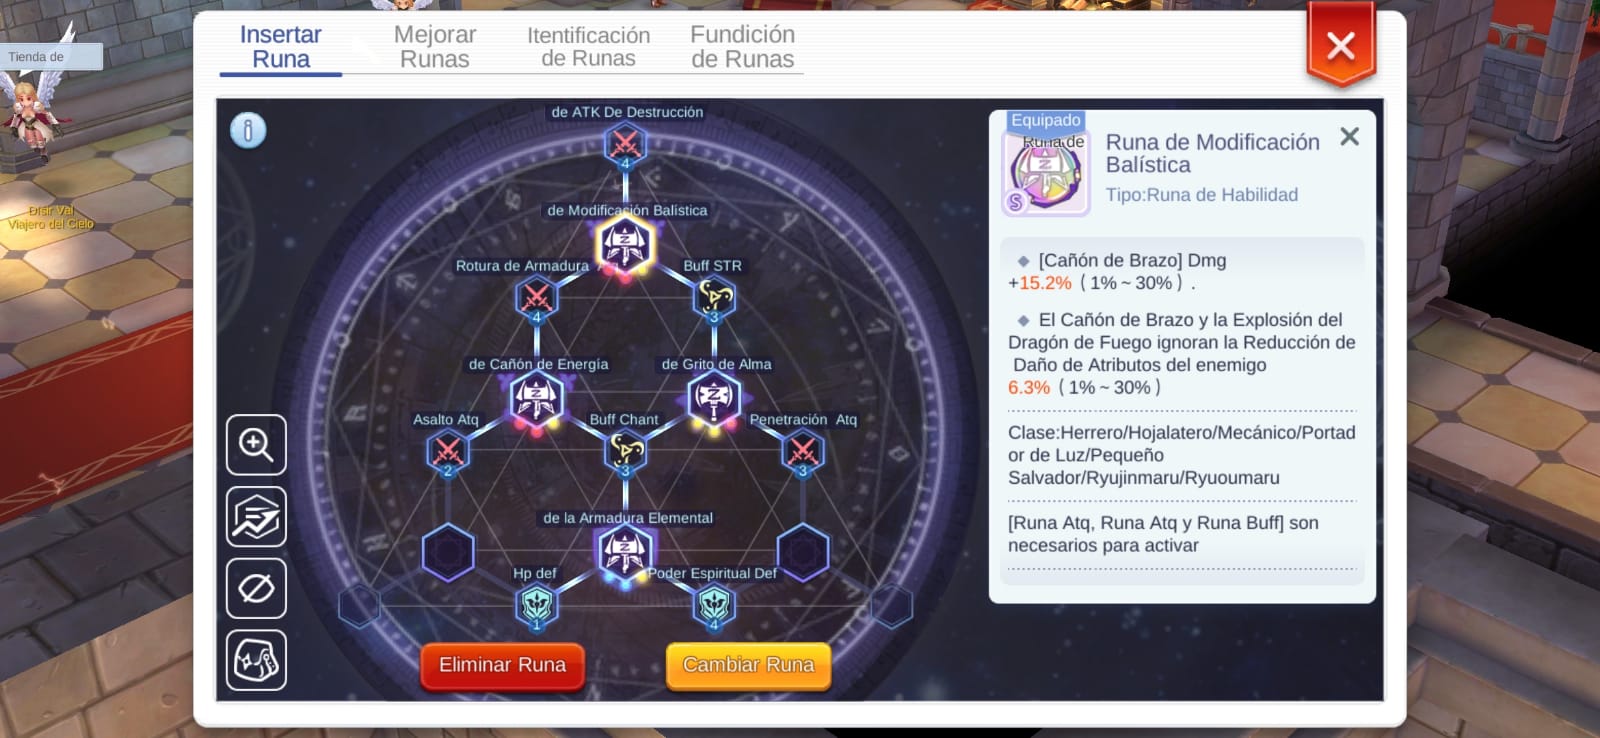 Insertar
Runa
Mejorar
Runas
Itentificación
de Runas
Fundición
de Runas
Tienda de
Viajero del Cielo
de ATK De Destrucción
4
de Modificación Balística
Rotura de Armadura
Buff STR
4
3
de Cañón de Energía
de Grito de Alma
Asalto Atq
Buff Chant
Penetración Atq
2
3
3
de la Armadura Elemental
Hp def
Poder Espiritual Def
1
4
Eliminar Runa
Cambiar Runa
Equipado
Runa de
S
Runa de Modificación
Balística
Tipo:Runa de Habilidad
[Cañón de Brazo] Dmg
+15.2% ( 1% ~ 30% ) .
El Cañón de Brazo y la Explosión del
Dragón de Fuego ignoran la Reducción de
Daño de Atributos del enemigo
6.3% ( 1% ~ 30% )
Clase:Herrero/Hojalatero/Mecánico/Portad
or de Luz/Pequeño
Salvador/Ryujinmaru/Ryuoumaru
[Runa Atq, Runa Atq y Runa Buff] son
necesarios para activar